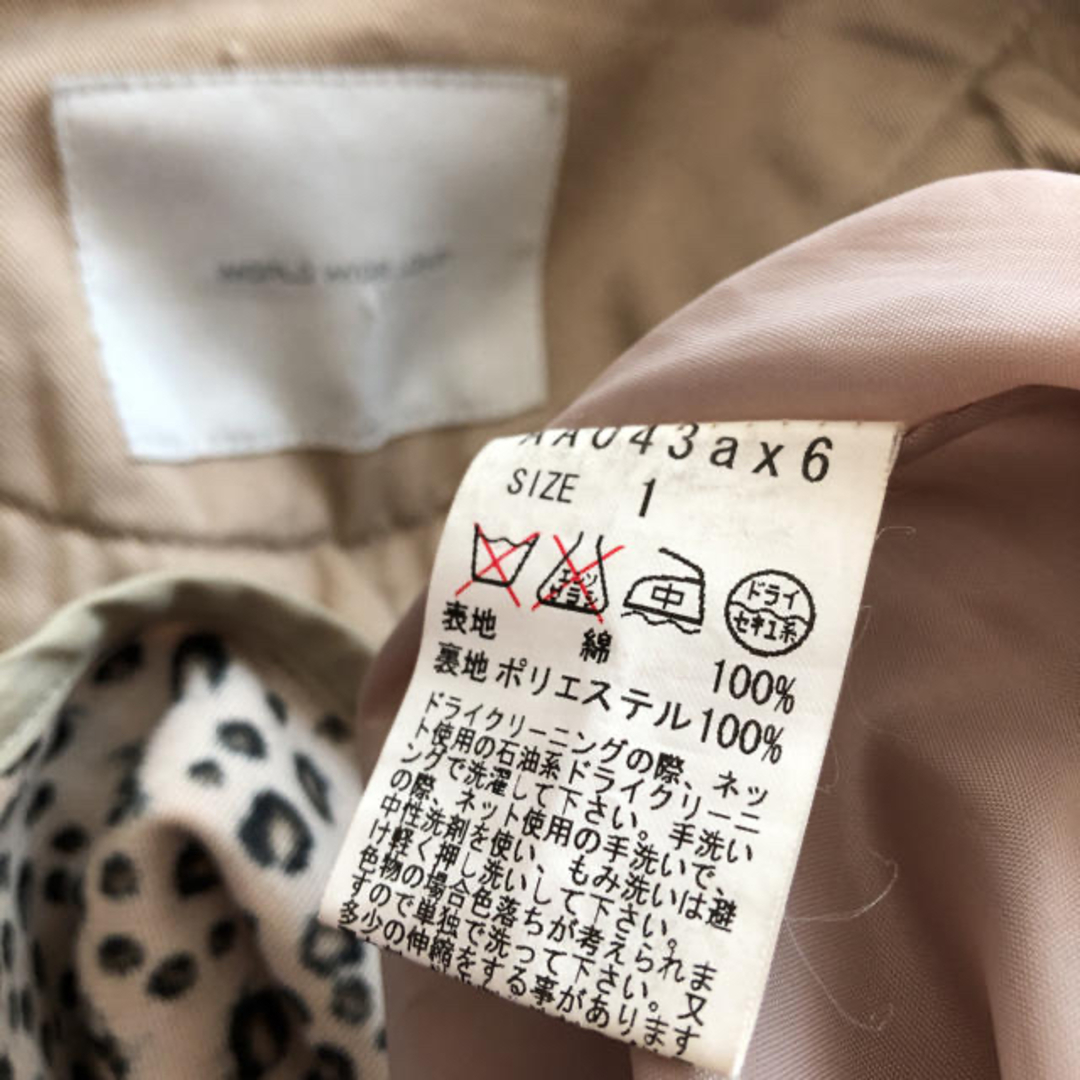 AA043ax6
SIZE 1
エンソ
サラシ
中
ドライ
セキユ系
表地 綿 100%
裏地 ポリエステル 100%
ドライクリーニングの際、ネッ
ト使用の石油系ドライクリーニ
ングで洗濯して下さい。手洗い
の際、ネット使用の手洗いで、
中性洗剤を使い、もみ洗いは避
け軽く押し洗いして下さい。
色物の場合色落ちが考えられま
すので単独で洗って下さい。又
多少の伸縮をする事があります